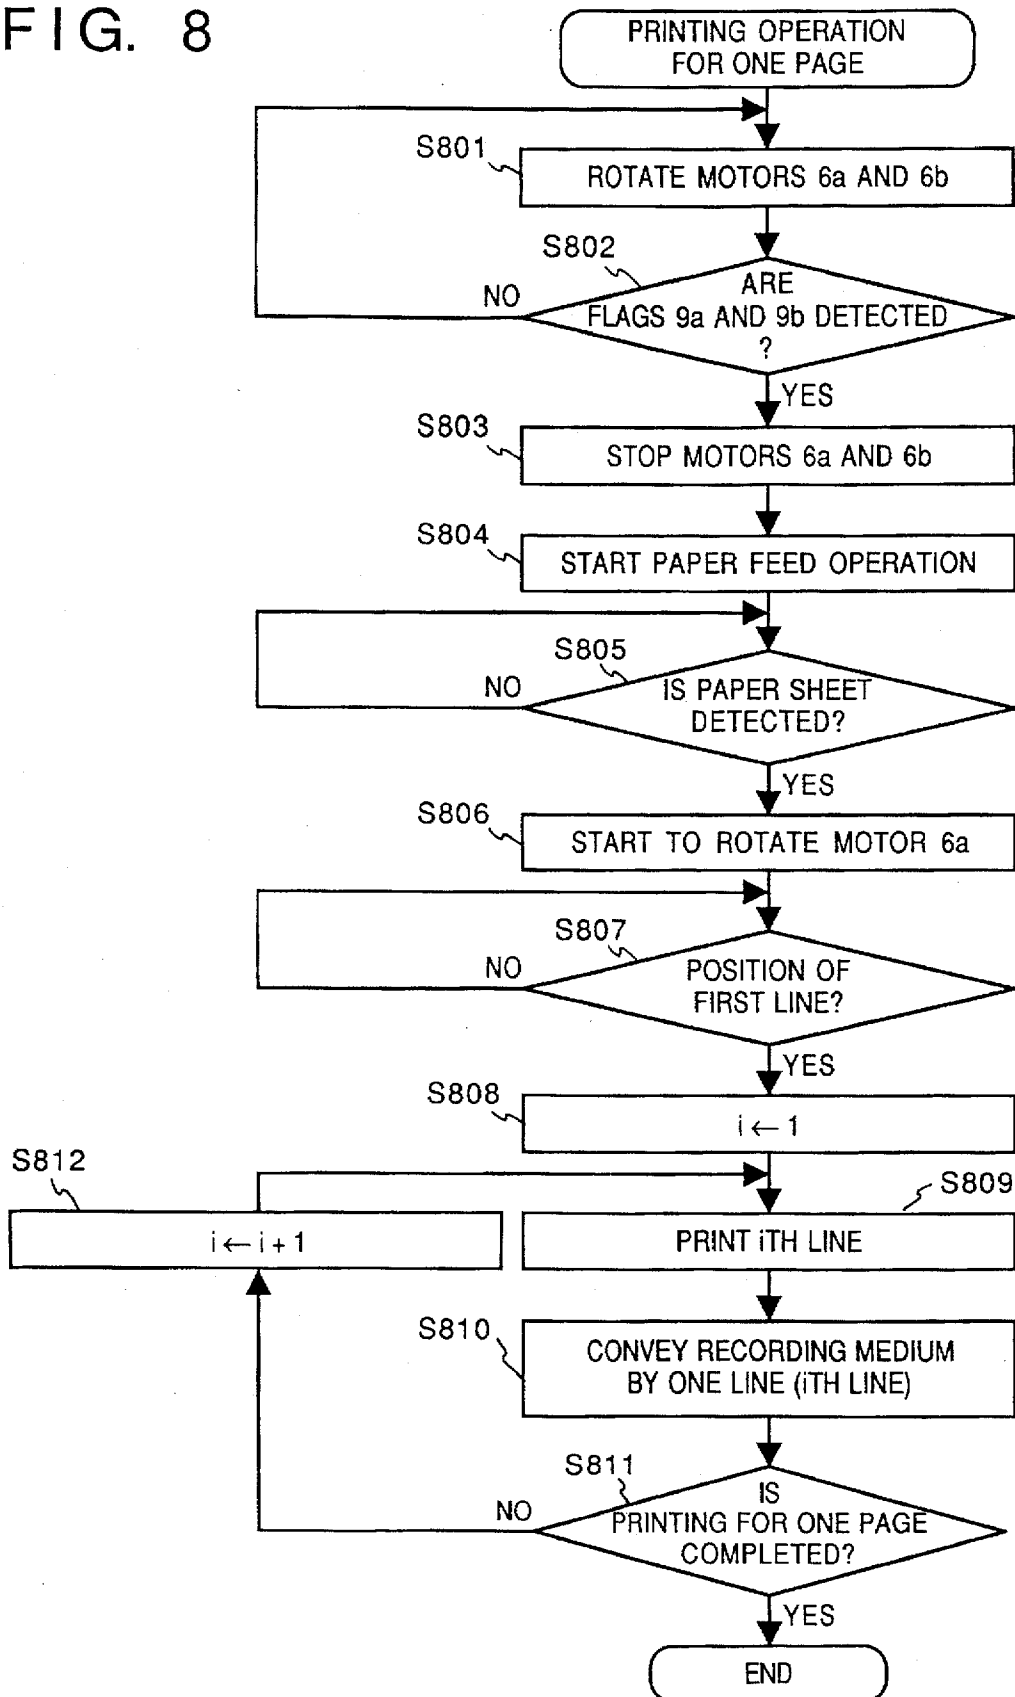 FIG. 8
PRINTING OPERATION
FOR ONE PAGE
S801
ROTATE MOTORS 6a AND 6b
S802
ARE
FLAGS 9a AND 9b DETECTED
?
NO
YES
S803
STOP MOTORS 6a AND 6b
S804
START PAPER FEED OPERATION
S805
IS PAPER SHEET
DETECTED?
NO
YES
S806
START TO ROTATE MOTOR 6a
S807
POSITION OF
FIRST LINE?
NO
YES
S808
i ← 1
S812
i ← i + 1
S809
PRINT iTH LINE
S810
CONVEY RECORDING MEDIUM
BY ONE LINE (iTH LINE)
S811
IS
PRINTING FOR ONE PAGE
COMPLETED?
NO
YES
END